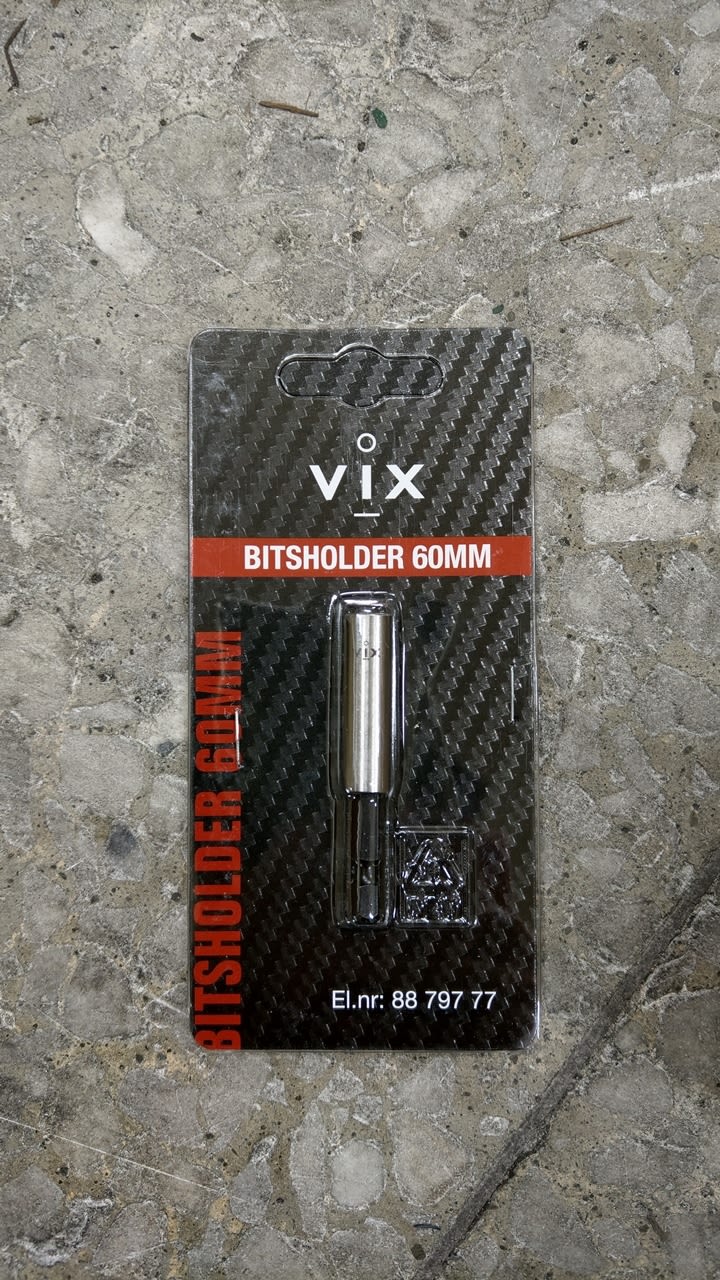 vix
BITSHOLDER 60MM
vix
BITSHOLDER 60MM
El.nr: 88 797 77